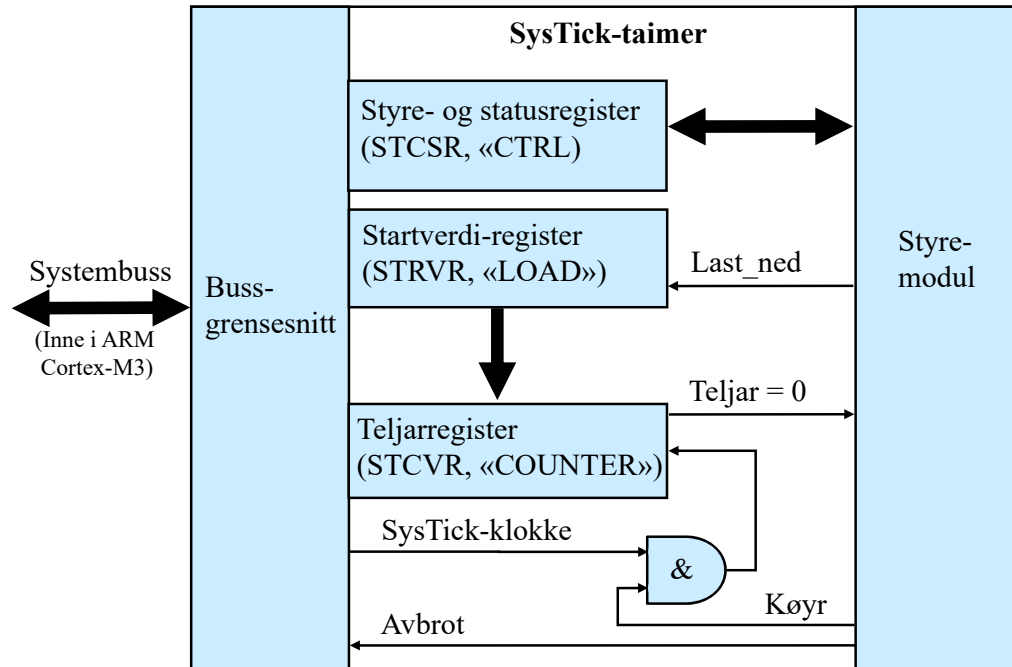 SysTick-taimer
Styre- og statusregister
(STCSR, «CTRL)
Startverdi-register
(STRVR, «LOAD»)
Systembuss
(Inne i ARM
Cortex-M3)
Buss-
grensesnitt
Last_ned
Styre-
modul
Teljar = 0
Teljarregister
(STCVR, «COUNTER»)
SysTick-klokke
&
Køyr
Avbrot